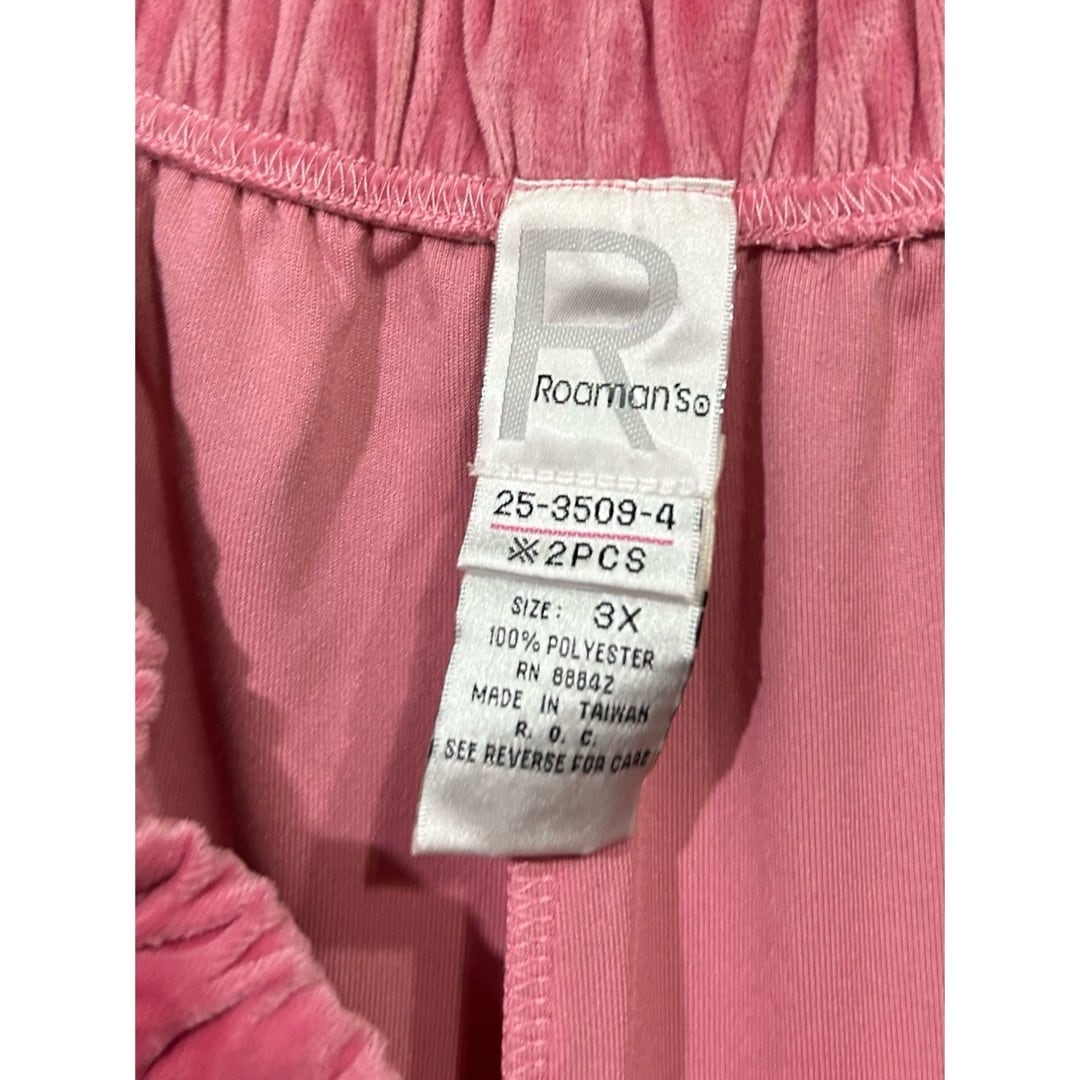 R
Roaman's®
25-3509-4
※2PCS
SIZE: 3X
100% POLYESTER
RN 88842
MADE IN TAIWAN
R. O. C.
SEE REVERSE FOR CARE